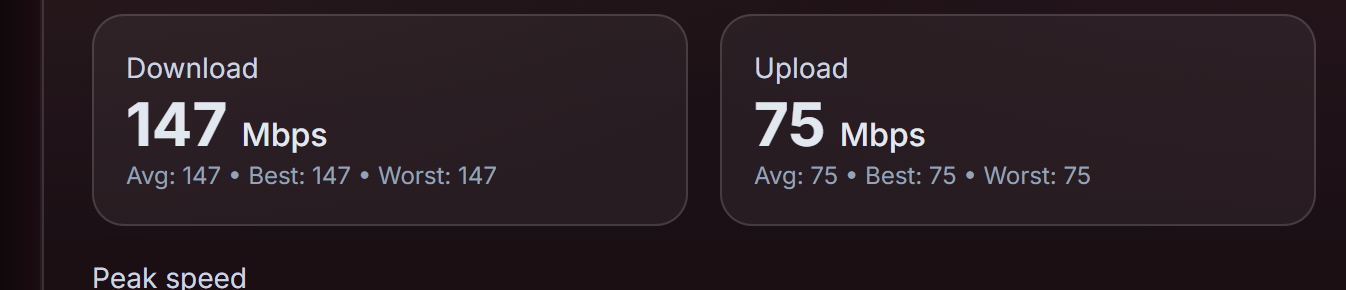 Download
147 Mbps
Avg: 147 • Best: 147 • Worst: 147
Upload
75 Mbps
Avg: 75 • Best: 75 • Worst: 75
Peak speed